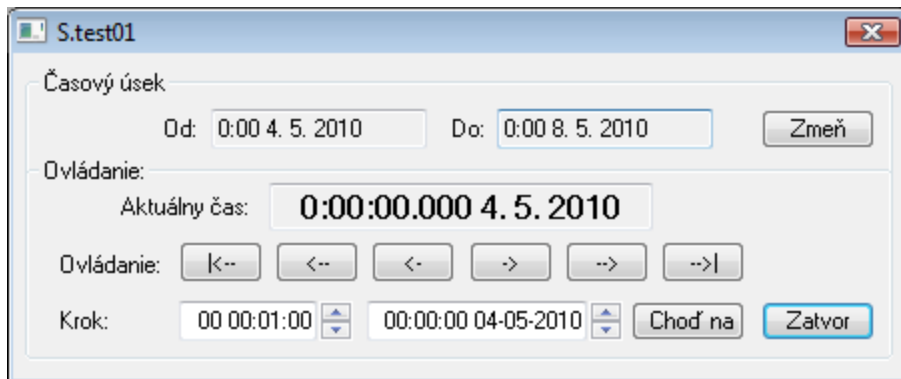 S.test01
Časový úsek
Od: 0:00 4. 5. 2010 Do: 0:00 8. 5. 2010 Zmeň
Ovládanie:
Aktuálny čas: 0:00:00.000 4. 5. 2010
Ovládanie: |<-- <-- <- -> --> -->|
Krok: 00 00:01:00 00:00:00 04-05-2010 Choď na Zatvor